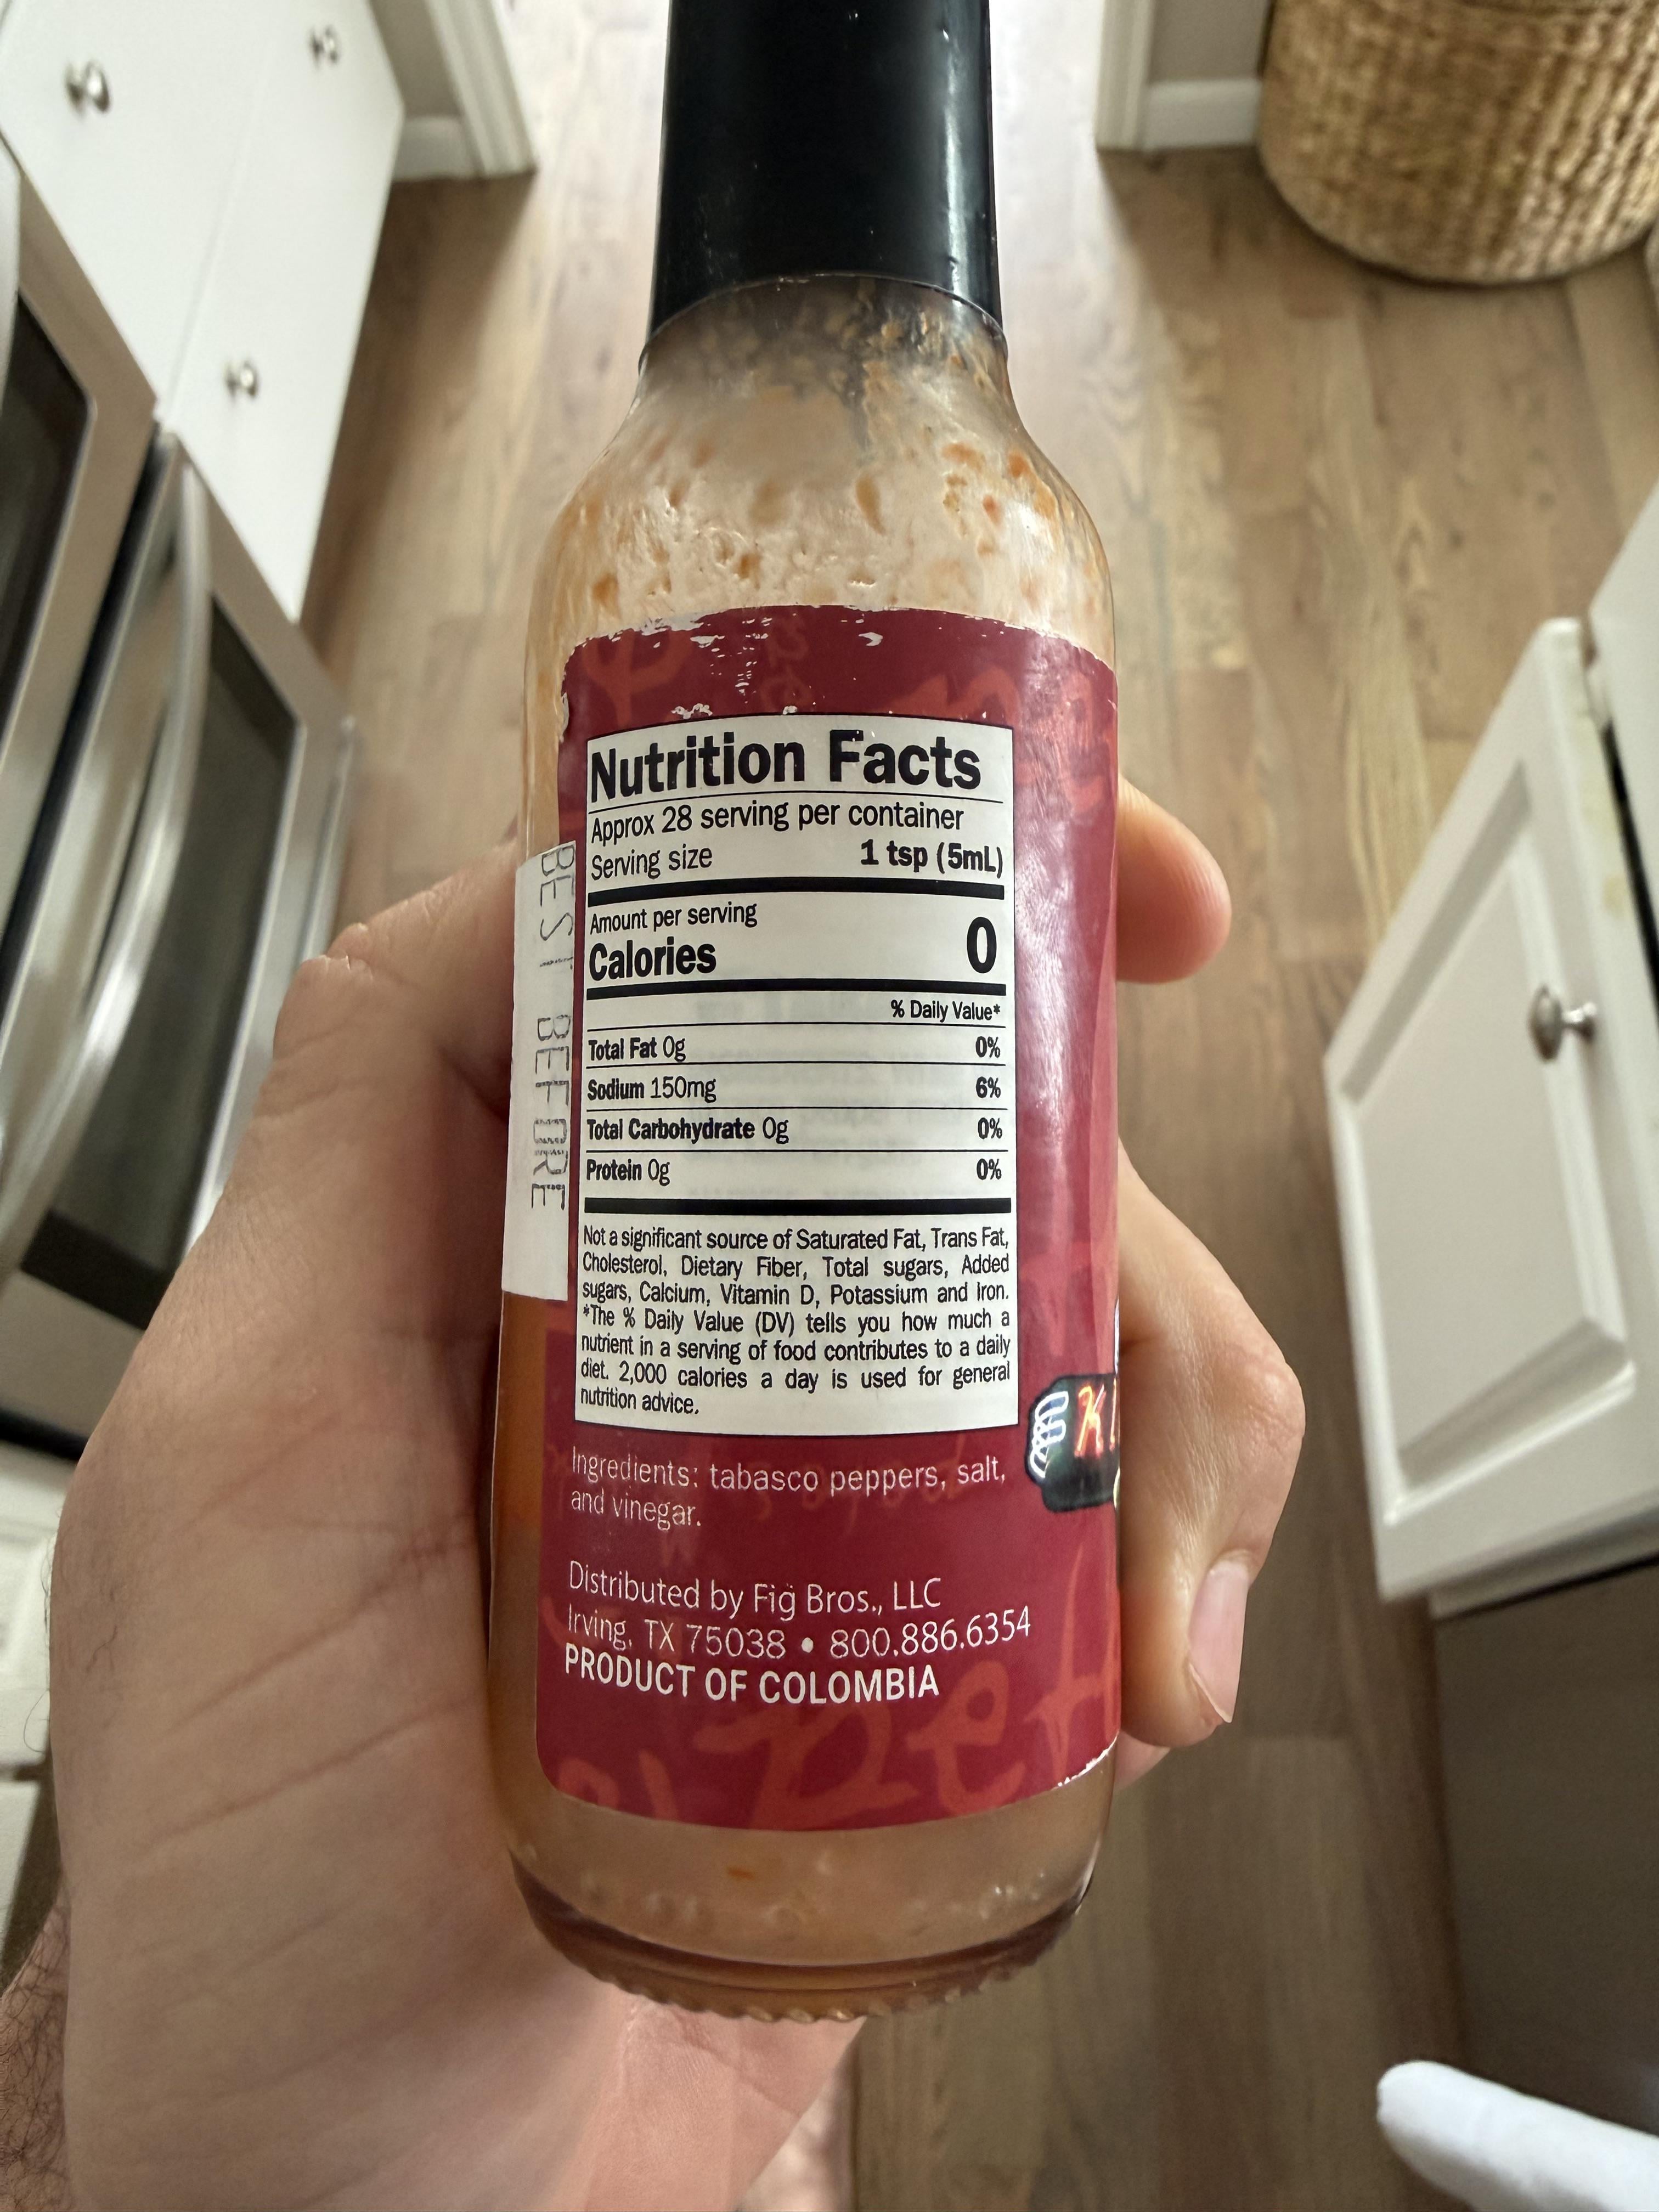 Nutrition Facts
Approx 28 serving per container
Serving size 1 tsp (5mL)
Amount per serving
Calories 0
% Daily Value*
Total Fat 0g 0%
Sodium 150mg 6%
Total Carbohydrate 0g 0%
Protein 0g 0%
Not a significant source of Saturated Fat, Trans Fat,
Cholesterol, Dietary Fiber, Total sugars, Added
sugars, Calcium, Vitamin D, Potassium and Iron.
*The % Daily Value (DV) tells you how much a
nutrient in a serving of food contributes to a daily
diet. 2,000 calories a day is used for general
nutrition advice.
Ingredients: tabasco peppers, salt,
and vinegar.
Distributed by Fig Bros., LLC
Irving, TX 75038 • 800.886.6354
PRODUCT OF COLOMBIA
BEST BEFORE